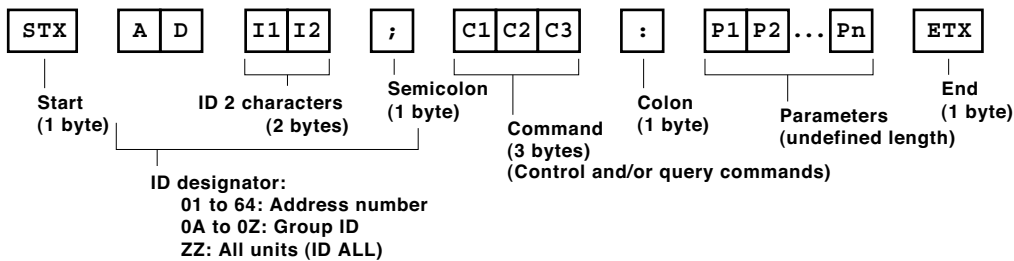 STX A D I1 I2 ; C1 C2 C3 : P1 P2 ... Pn ETX
Start
(1 byte)
ID 2 characters
(2 bytes)
Semicolon
(1 byte)
Command
(3 bytes)
(Control and/or query commands)
Colon
(1 byte)
Parameters
(undefined length)
End
(1 byte)
ID designator:
01 to 64: Address number
0A to 0Z: Group ID
ZZ: All units (ID ALL)